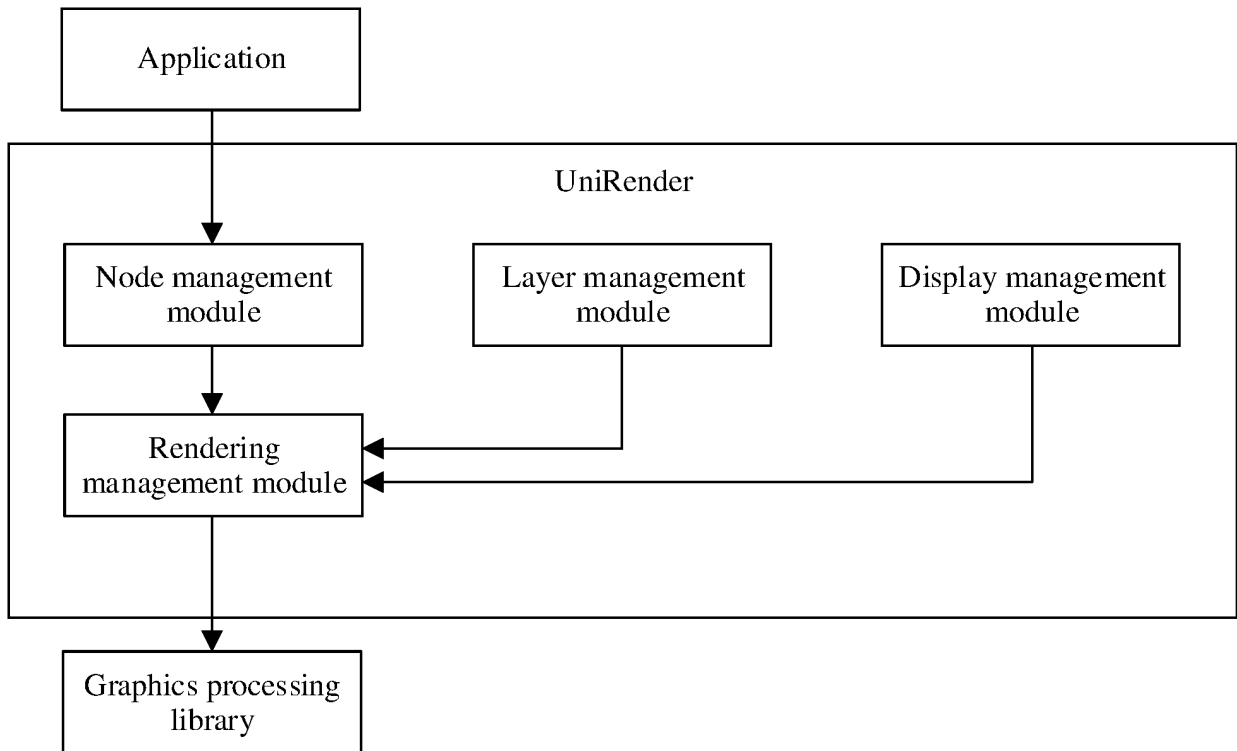 Application
UniRender
Node management
module
Layer management
module
Display management
module
Rendering
management module
Graphics processing
library